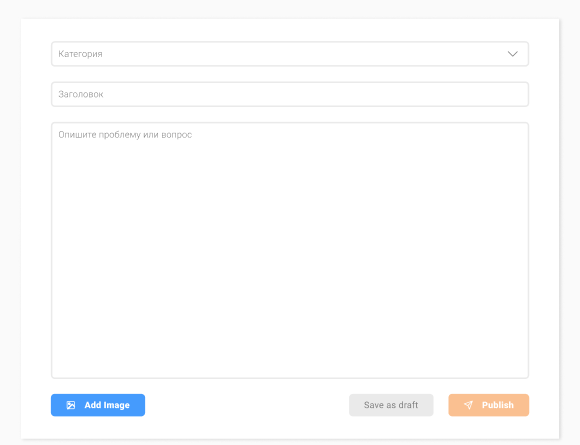 Категория
Заголовок
Опишите проблему или вопрос
Add Image
Save as draft
Publish